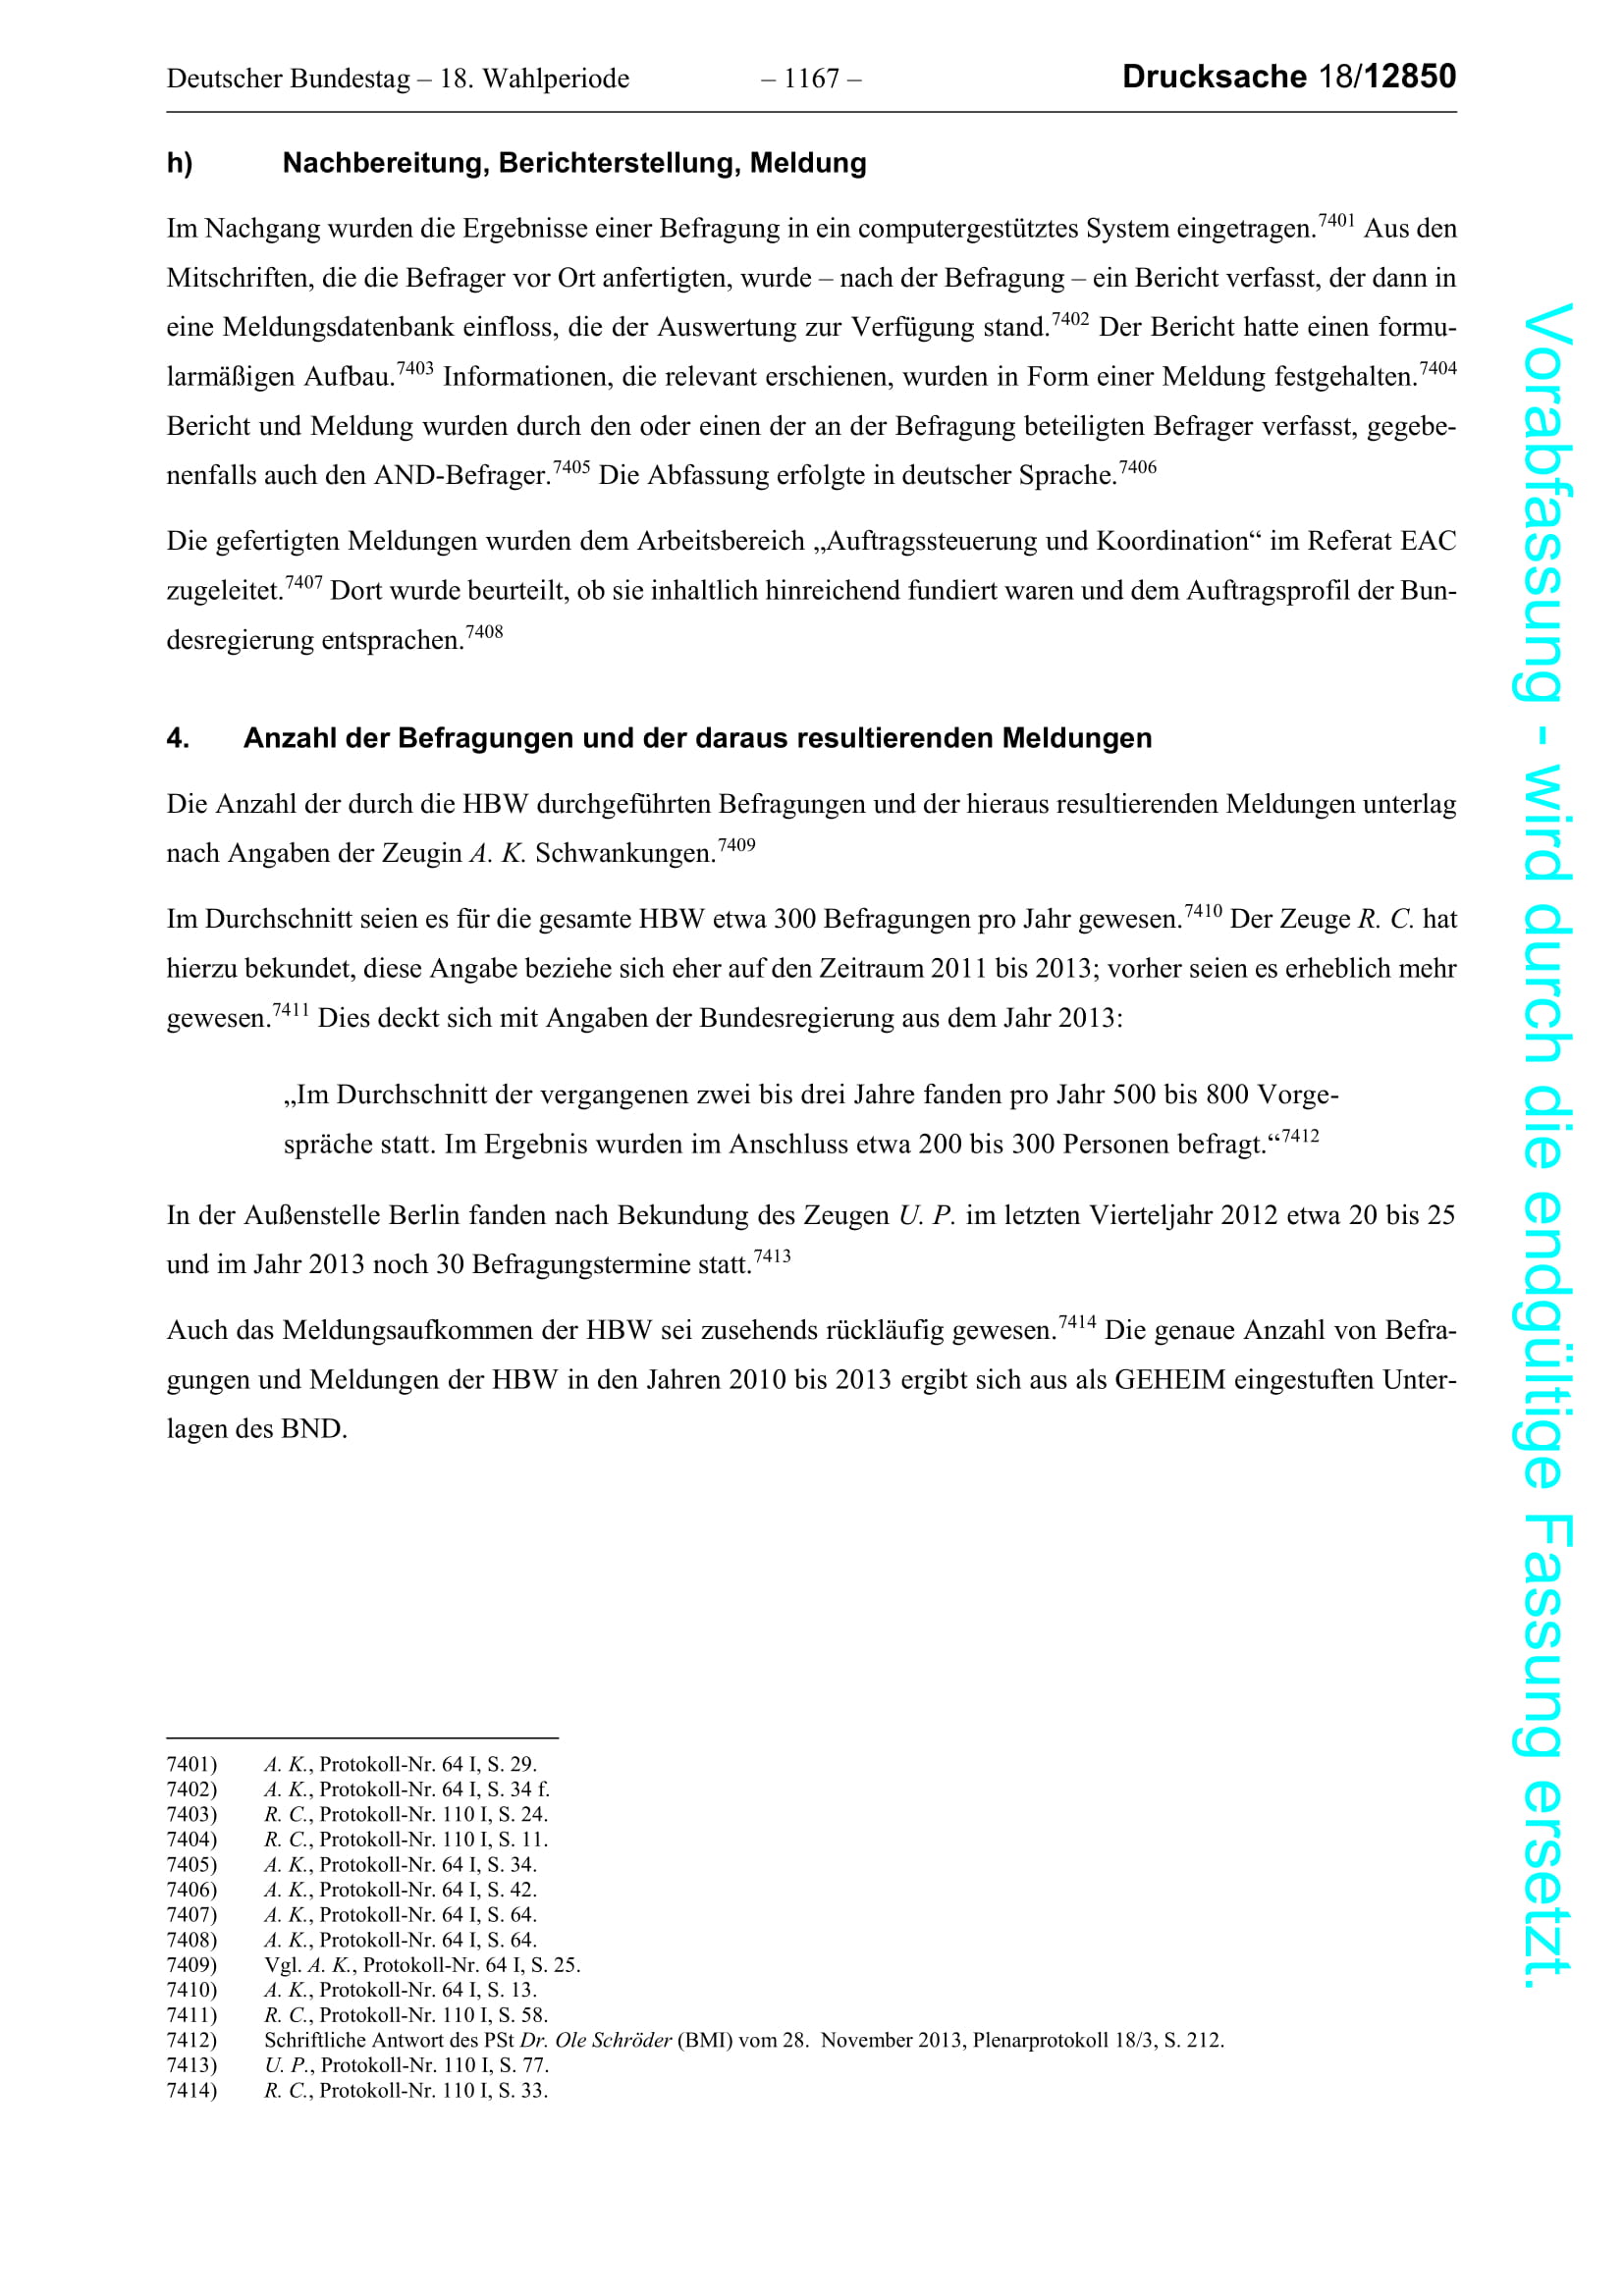 Deutscher Bundestag – 18. Wahlperiode – 1167 – Drucksache 18/12850
h) Nachbereitung, Berichterstellung, Meldung
Im Nachgang wurden die Ergebnisse einer Befragung in ein computergestütztes System eingetragen.7401 Aus den
Mitschriften, die die Befrager vor Ort anfertigten, wurde – nach der Befragung – ein Bericht verfasst, der dann in
eine Meldungsdatenbank einfloss, die der Auswertung zur Verfügung stand.7402 Der Bericht hatte einen formu-
larmäßigen Aufbau.7403 Informationen, die relevant erschienen, wurden in Form einer Meldung festgehalten.7404
Bericht und Meldung wurden durch den oder einen der an der Befragung beteiligten Befrager verfasst, gegebe-
nenfalls auch den AND-Befrager.7405 Die Abfassung erfolgte in deutscher Sprache.7406
Die gefertigten Meldungen wurden dem Arbeitsbereich „Auftragssteuerung und Koordination“ im Referat EAC
zugeleitet.7407 Dort wurde beurteilt, ob sie inhaltlich hinreichend fundiert waren und dem Auftragsprofil der Bun-
desregierung entsprachen.7408
4. Anzahl der Befragungen und der daraus resultierenden Meldungen
Die Anzahl der durch die HBW durchgeführten Befragungen und der hieraus resultierenden Meldungen unterlag
nach Angaben der Zeugin A. K. Schwankungen.7409
Im Durchschnitt seien es für die gesamte HBW etwa 300 Befragungen pro Jahr gewesen.7410 Der Zeuge R. C. hat
hierzu bekundet, diese Angabe beziehe sich eher auf den Zeitraum 2011 bis 2013; vorher seien es erheblich mehr
gewesen.7411 Dies deckt sich mit Angaben der Bundesregierung aus dem Jahr 2013:
„Im Durchschnitt der vergangenen zwei bis drei Jahre fanden pro Jahr 500 bis 800 Vorge-
spräche statt. Im Ergebnis wurden im Anschluss etwa 200 bis 300 Personen befragt.“7412
In der Außenstelle Berlin fanden nach Bekundung des Zeugen U. P. im letzten Vierteljahr 2012 etwa 20 bis 25
und im Jahr 2013 noch 30 Befragungstermine statt.7413
Auch das Meldungsaufkommen der HBW sei zusehends rückläufig gewesen.7414 Die genaue Anzahl von Befra-
gungen und Meldungen der HBW in den Jahren 2010 bis 2013 ergibt sich aus als GEHEIM eingestuften Unter-
lagen des BND.
7401) A. K., Protokoll-Nr. 64 I, S. 29.
7402) A. K., Protokoll-Nr. 64 I, S. 34 f.
7403) R. C., Protokoll-Nr. 110 I, S. 24.
7404) R. C., Protokoll-Nr. 110 I, S. 11.
7405) A. K., Protokoll-Nr. 64 I, S. 34.
7406) A. K., Protokoll-Nr. 64 I, S. 42.
7407) A. K., Protokoll-Nr. 64 I, S. 64.
7408) A. K., Protokoll-Nr. 64 I, S. 64.
7409) Vgl. A. K., Protokoll-Nr. 64 I, S. 25.
7410) A. K., Protokoll-Nr. 64 I, S. 13.
7411) R. C., Protokoll-Nr. 110 I, S. 58.
7412) Schriftliche Antwort des PSt Dr. Ole Schröder (BMI) vom 28. November 2013, Plenarprotokoll 18/3, S. 212.
7413) U. P., Protokoll-Nr. 110 I, S. 77.
7414) R. C., Protokoll-Nr. 110 I, S. 33.
Vorabfassung - wird durch die endgültige Fassung ersetzt.